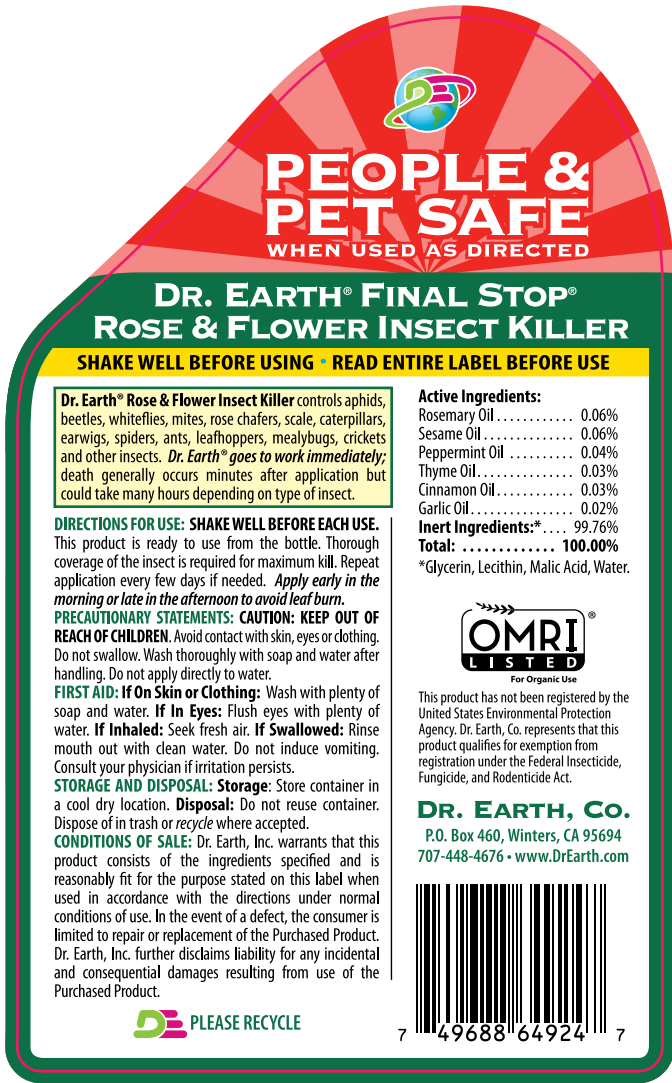 DE
PEOPLE &
PET SAFE
WHEN USED AS DIRECTED
DR. EARTH® FINAL STOP®
ROSE & FLOWER INSECT KILLER
SHAKE WELL BEFORE USING • READ ENTIRE LABEL BEFORE USE
Dr. Earth® Rose & Flower Insect Killer controls aphids,
beetles, whiteflies, mites, rose chafers, scale, caterpillars,
earwigs, spiders, ants, leafhoppers, mealybugs, crickets
and other insects. Dr. Earth® goes to work immediately;
death generally occurs minutes after application but
could take many hours depending on type of insect.
DIRECTIONS FOR USE: SHAKE WELL BEFORE EACH USE.
This product is ready to use from the bottle. Thorough
coverage of the insect is required for maximum kill. Repeat
application every few days if needed. Apply early in the
morning or late in the afternoon to avoid leaf burn.
PRECAUTIONARY STATEMENTS: CAUTION: KEEP OUT OF
REACH OF CHILDREN. Avoid contact with skin, eyes or clothing.
Do not swallow. Wash thoroughly with soap and water after
handling. Do not apply directly to water.
FIRST AID: If On Skin or Clothing: Wash with plenty of
soap and water. If In Eyes: Flush eyes with plenty of
water. If Inhaled: Seek fresh air. If Swallowed: Rinse
mouth out with clean water. Do not induce vomiting.
Consult your physician if irritation persists.
STORAGE AND DISPOSAL: Storage: Store container in
a cool dry location. Disposal: Do not reuse container.
Dispose of in trash or recycle where accepted.
CONDITIONS OF SALE: Dr. Earth, Inc. warrants that this
product consists of the ingredients specified and is
reasonably fit for the purpose stated on this label when
used in accordance with the directions under normal
conditions of use. In the event of a defect, the consumer is
limited to repair or replacement of the Purchased Product.
Dr. Earth, Inc. further disclaims liability for any incidental
and consequential damages resulting from use of the
Purchased Product.
DE PLEASE RECYCLE
Active Ingredients:
Rosemary Oil............ 0.06%
Sesame Oil.............. 0.06%
Peppermint Oil .......... 0.04%
Thyme Oil............... 0.03%
Cinnamon Oil............ 0.03%
Garlic Oil................ 0.02%
Inert Ingredients:*.... 99.76%
Total: ............. 100.00%
*Glycerin, Lecithin, Malic Acid, Water.
OMRI®
LISTED
For Organic Use
This product has not been registered by the
United States Environmental Protection
Agency. Dr. Earth, Co. represents that this
product qualifies for exemption from
registration under the Federal Insecticide,
Fungicide, and Rodenticide Act.
DR. EARTH, CO.
P.O. Box 460, Winters, CA 95694
707-448-4676 • www.DrEarth.com
7 49688 64924 7